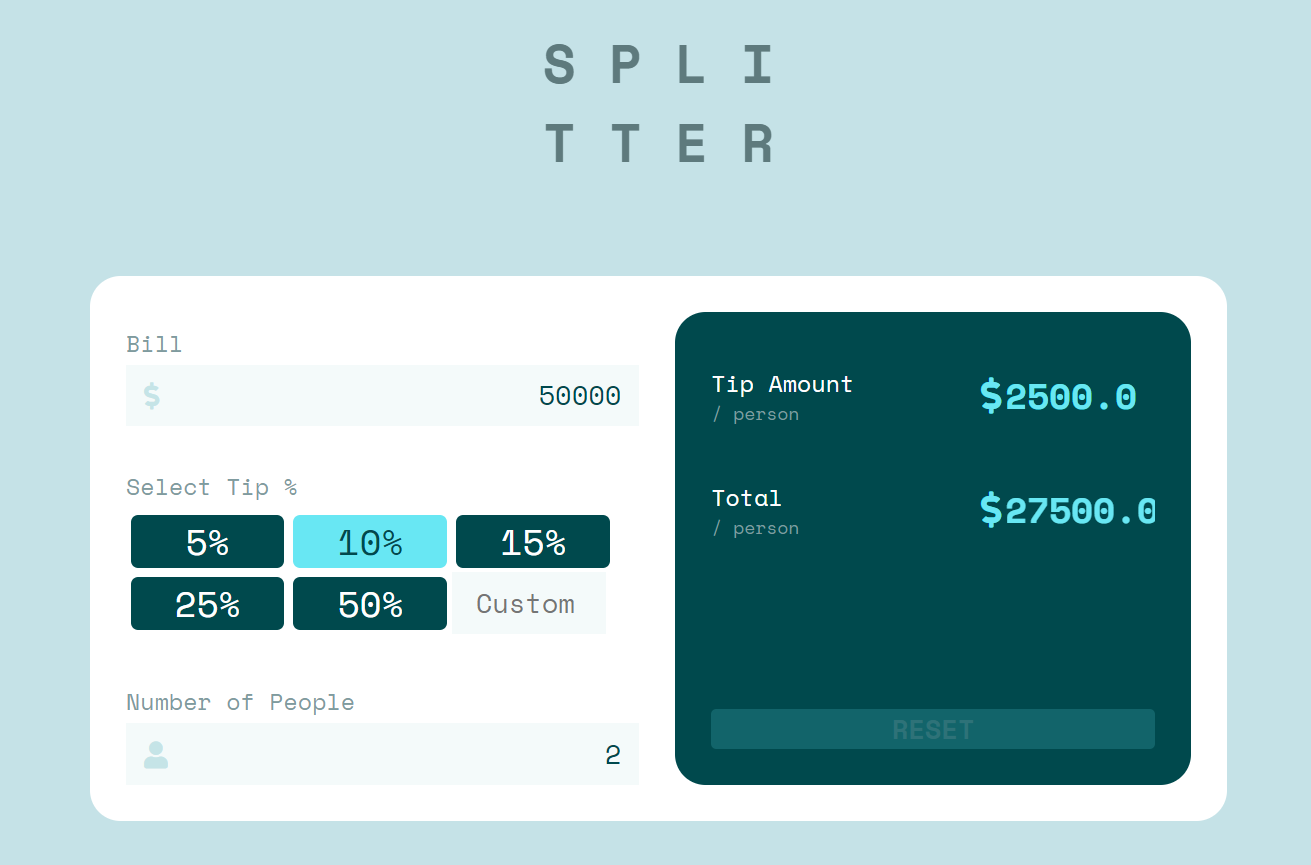 S P L I
T T E R
Bill
$ 50000
Select Tip %
5% 10% 15%
25% 50% Custom
Number of People
2
Tip Amount
/ person
$2500.0
Total
/ person
$27500.0
RESET